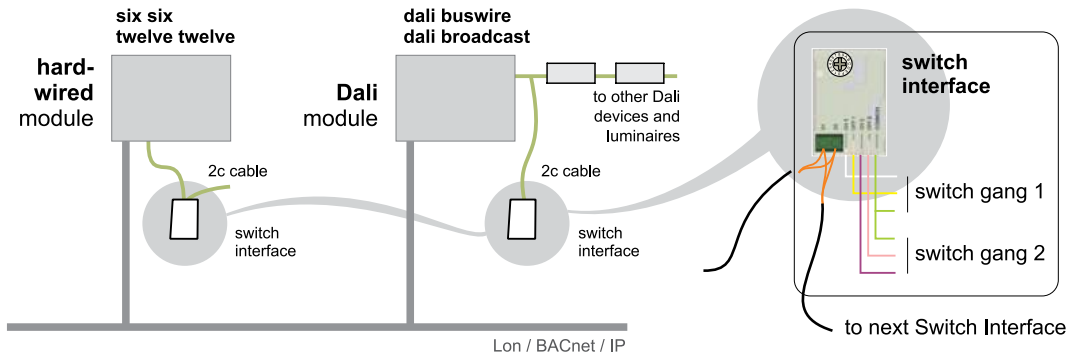 six six
twelve twelve
hard-
wired
module
2c cable
switch
interface
dali buswire
dali broadcast
Dali
module
to other Dali
devices and
luminaires
2c cable
switch
interface
switch
interface
switch gang 1
switch gang 2
to next Switch Interface
Lon / BACnet / IP